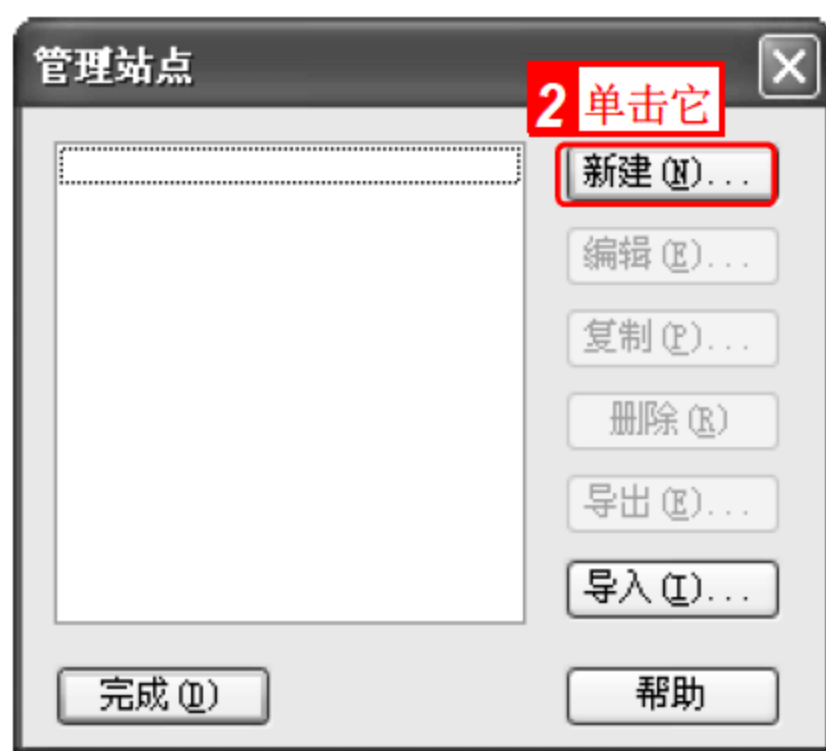 管理站点
2 单击它
新建(N)...
编辑(E)...
复制(P)...
删除(R)
导出(E)...
导入(I)...
完成(D)
帮助